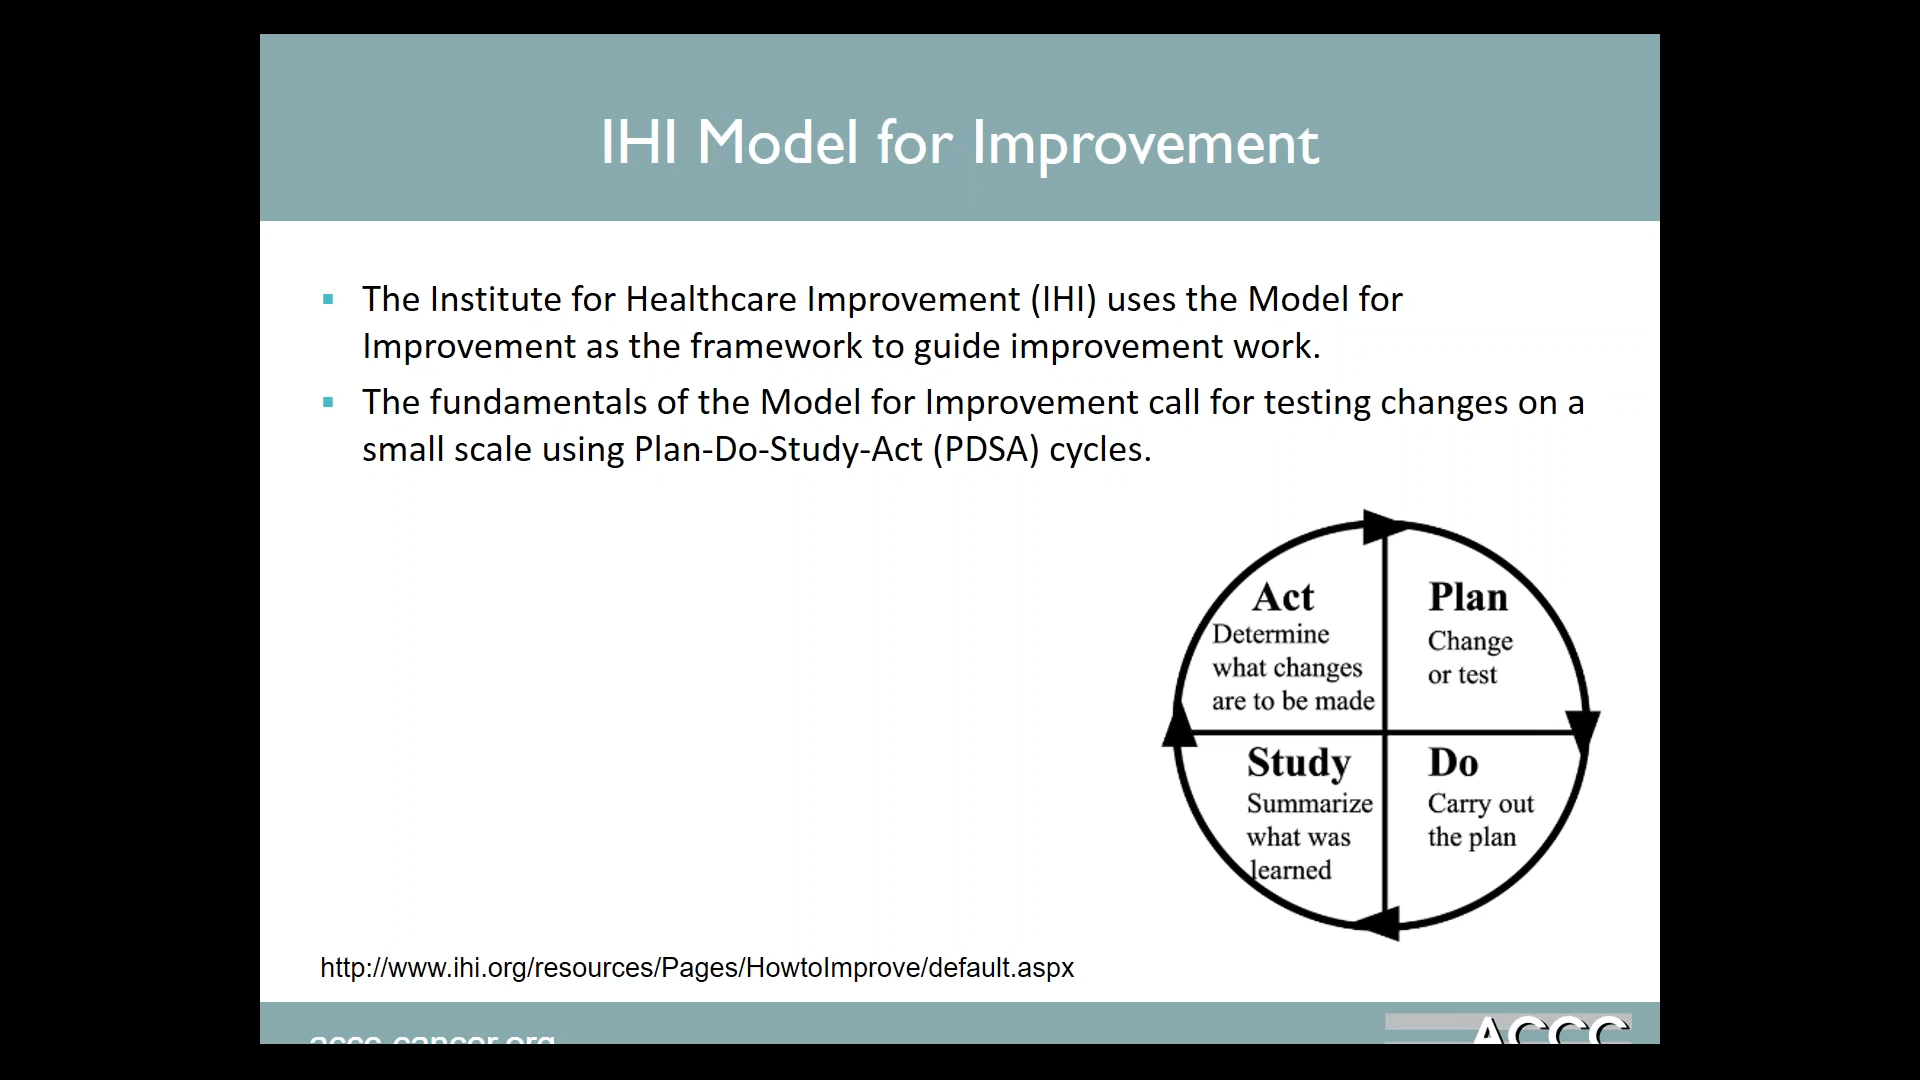 IHI Model for Improvement
The Institute for Healthcare Improvement (IHI) uses the Model for
Improvement as the framework to guide improvement work.
The fundamentals of the Model for Improvement call for testing changes on a
small scale using Plan-Do-Study-Act (PDSA) cycles.
Act
Determine
what changes
are to be made
Plan
Change
or test
Study
Summarize
what was
learned
Do
Carry out
the plan
http://www.ihi.org/resources/Pages/HowtoImprove/default.aspx
accc-cancer.org
ACCC